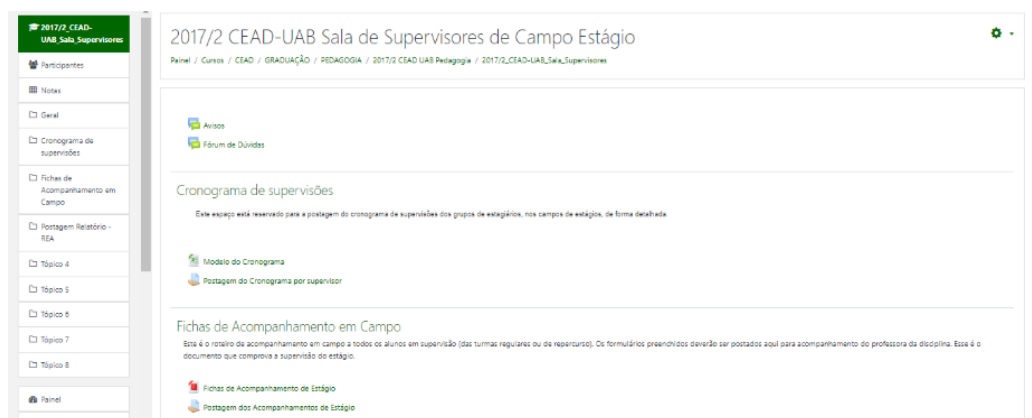 2017/2_CEAD-
UAB_Sala_Supervisores
Participantes
Notas
Geral
Cronograma de
supervisões
Fichas de
Acompanhamento em
Campo
Postagem Relatório -
REA
Tópico 4
Tópico 5
Tópico 6
Tópico 7
Tópico 8
Painel
2017/2 CEAD-UAB Sala de Supervisores de Campo Estágio
Painel / Cursos / CEAD / GRADUAÇÃO / PEDAGOGIA / 2017/2 CEAD UAB Pedagogia / 2017/2_CEAD-UAB_Sala_Supervisores
Avisos
Fórum de Dúvidas
Cronograma de supervisões
Este espaço está reservado para a postagem do cronograma de supervisões dos grupos de estagiários, nos campos de estágios, de forma detalhada.
Modelo do Cronograma
Postagem do Cronograma por supervisor
Fichas de Acompanhamento em Campo
Este é o roteiro de acompanhamento em campo a todos os alunos em supervisão (das turmas regulares ou de repercurso). Os formulários preenchidos deverão ser postados aqui para acompanhamento do professora da disciplina. Esse é o
documento que comprova a supervisão do estágio.
Fichas de Acompanhamento de Estágio
Postagem dos Acompanhamentos de Estágio